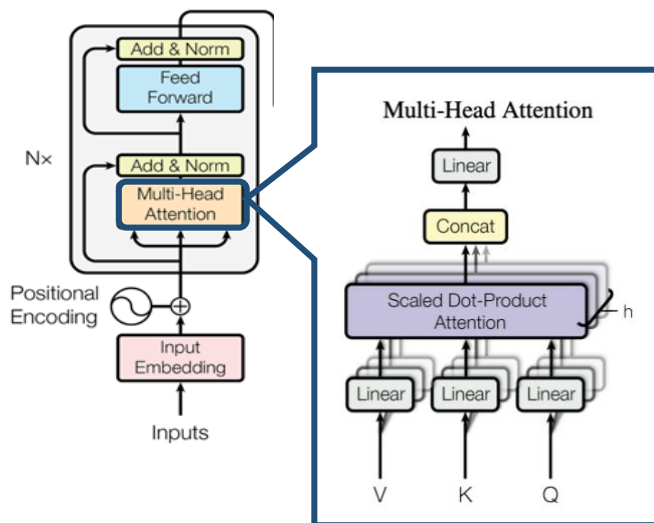 Add & Norm
Feed
Forward
N×
Add & Norm
Multi-Head
Attention
Positional
Encoding
Input
Embedding
Inputs
Multi-Head Attention
Linear
Concat
Scaled Dot-Product
Attention
h
Linear
Linear
Linear
V
K
Q